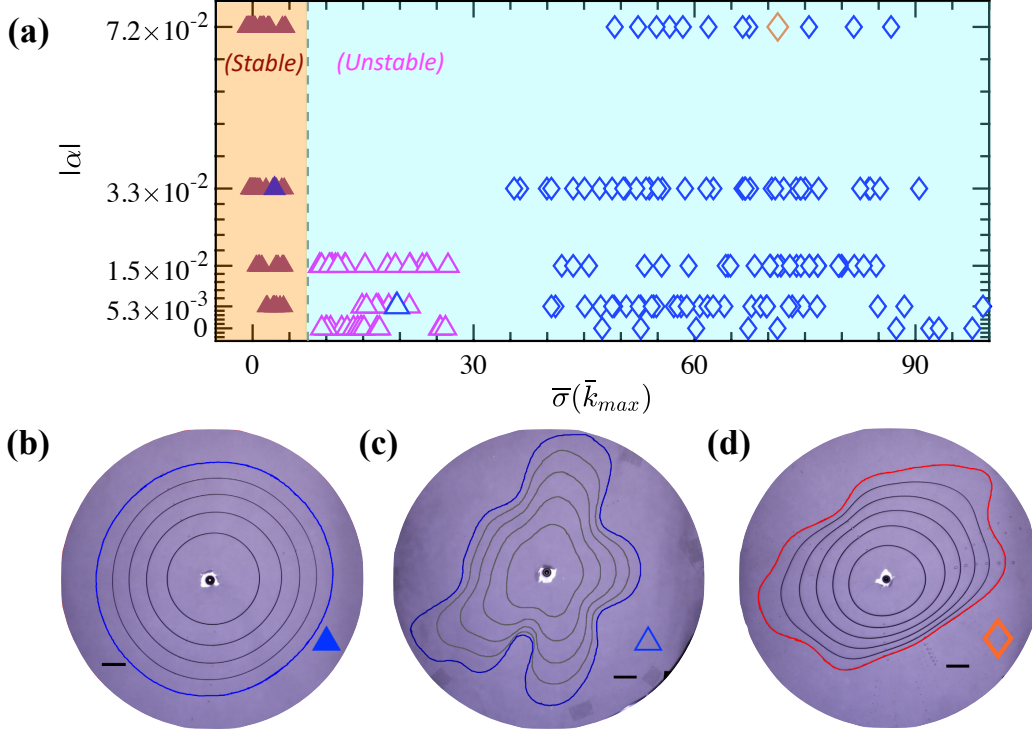 (a)
|α|
7.2×10⁻²
3.3×10⁻²
1.5×10⁻²
5.3×10⁻³
0
(Stable)
(Unstable)
0 30 60 90
σ̅(k̄ₘₐₓ)
(b) (c) (d)